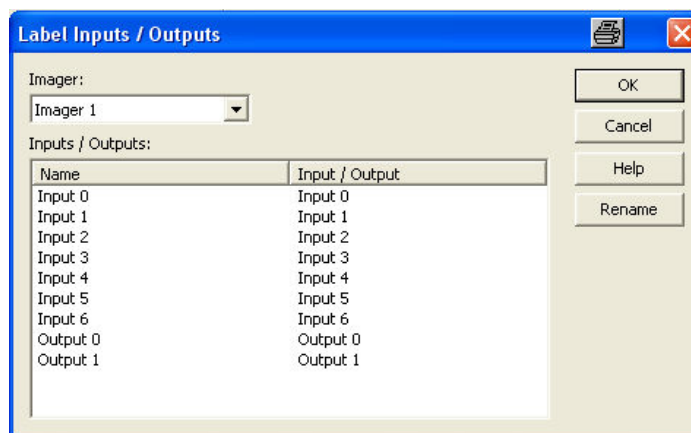 Label Inputs / Outputs
Imager:
Imager 1
OK
Cancel
Inputs / Outputs:
Help
Name Input / Output
Rename
Input 0 Input 0
Input 1 Input 1
Input 2 Input 2
Input 3 Input 3
Input 4 Input 4
Input 5 Input 5
Input 6 Input 6
Output 0 Output 0
Output 1 Output 1